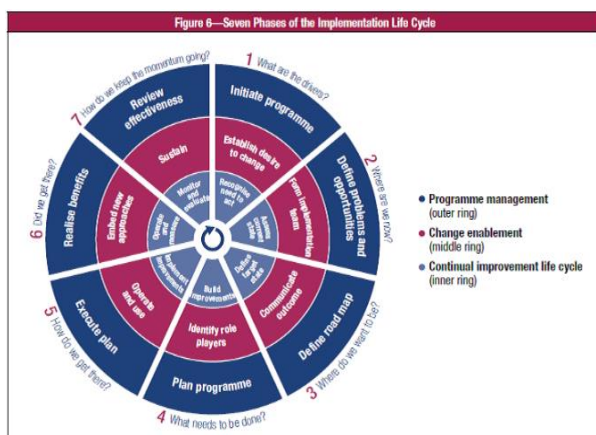 Figure 6—Seven Phases of the Implementation Life Cycle
1 What are the drivers?
Initiate programme
Establish desire
to change
Recognise
need to
act
2 Where are we now?
Define problems and
opportunities
Form implementation
team
Assess
current
state
3 Where do we want to be?
Define road map
Communicate
outcome
Define
target
state
4 What needs to be done?
Plan programme
Identify role
players
Build
improvements
5 How do we get there?
Execute plan
Operate
and use
Implement
improvements
6 Did we get there?
Realise benefits
Embed new
approaches
Operate
and
measure
7 How do we keep the momentum going?
Review
effectiveness
Sustain
Monitor
and
evaluate
• Programme management
(outer ring)
• Change enablement
(middle ring)
• Continual improvement life cycle
(inner ring)